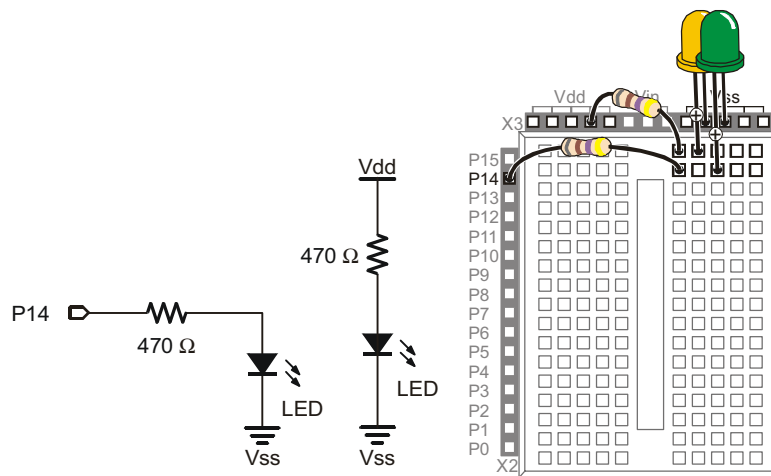 P14
470 Ω
LED
Vss
Vdd
470 Ω
LED
Vss
Vdd
Vin
Vss
X3
P15
P14
P13
P12
P11
P10
P9
P8
P7
P6
P5
P4
P3
P2
P1
P0
X2
+
+